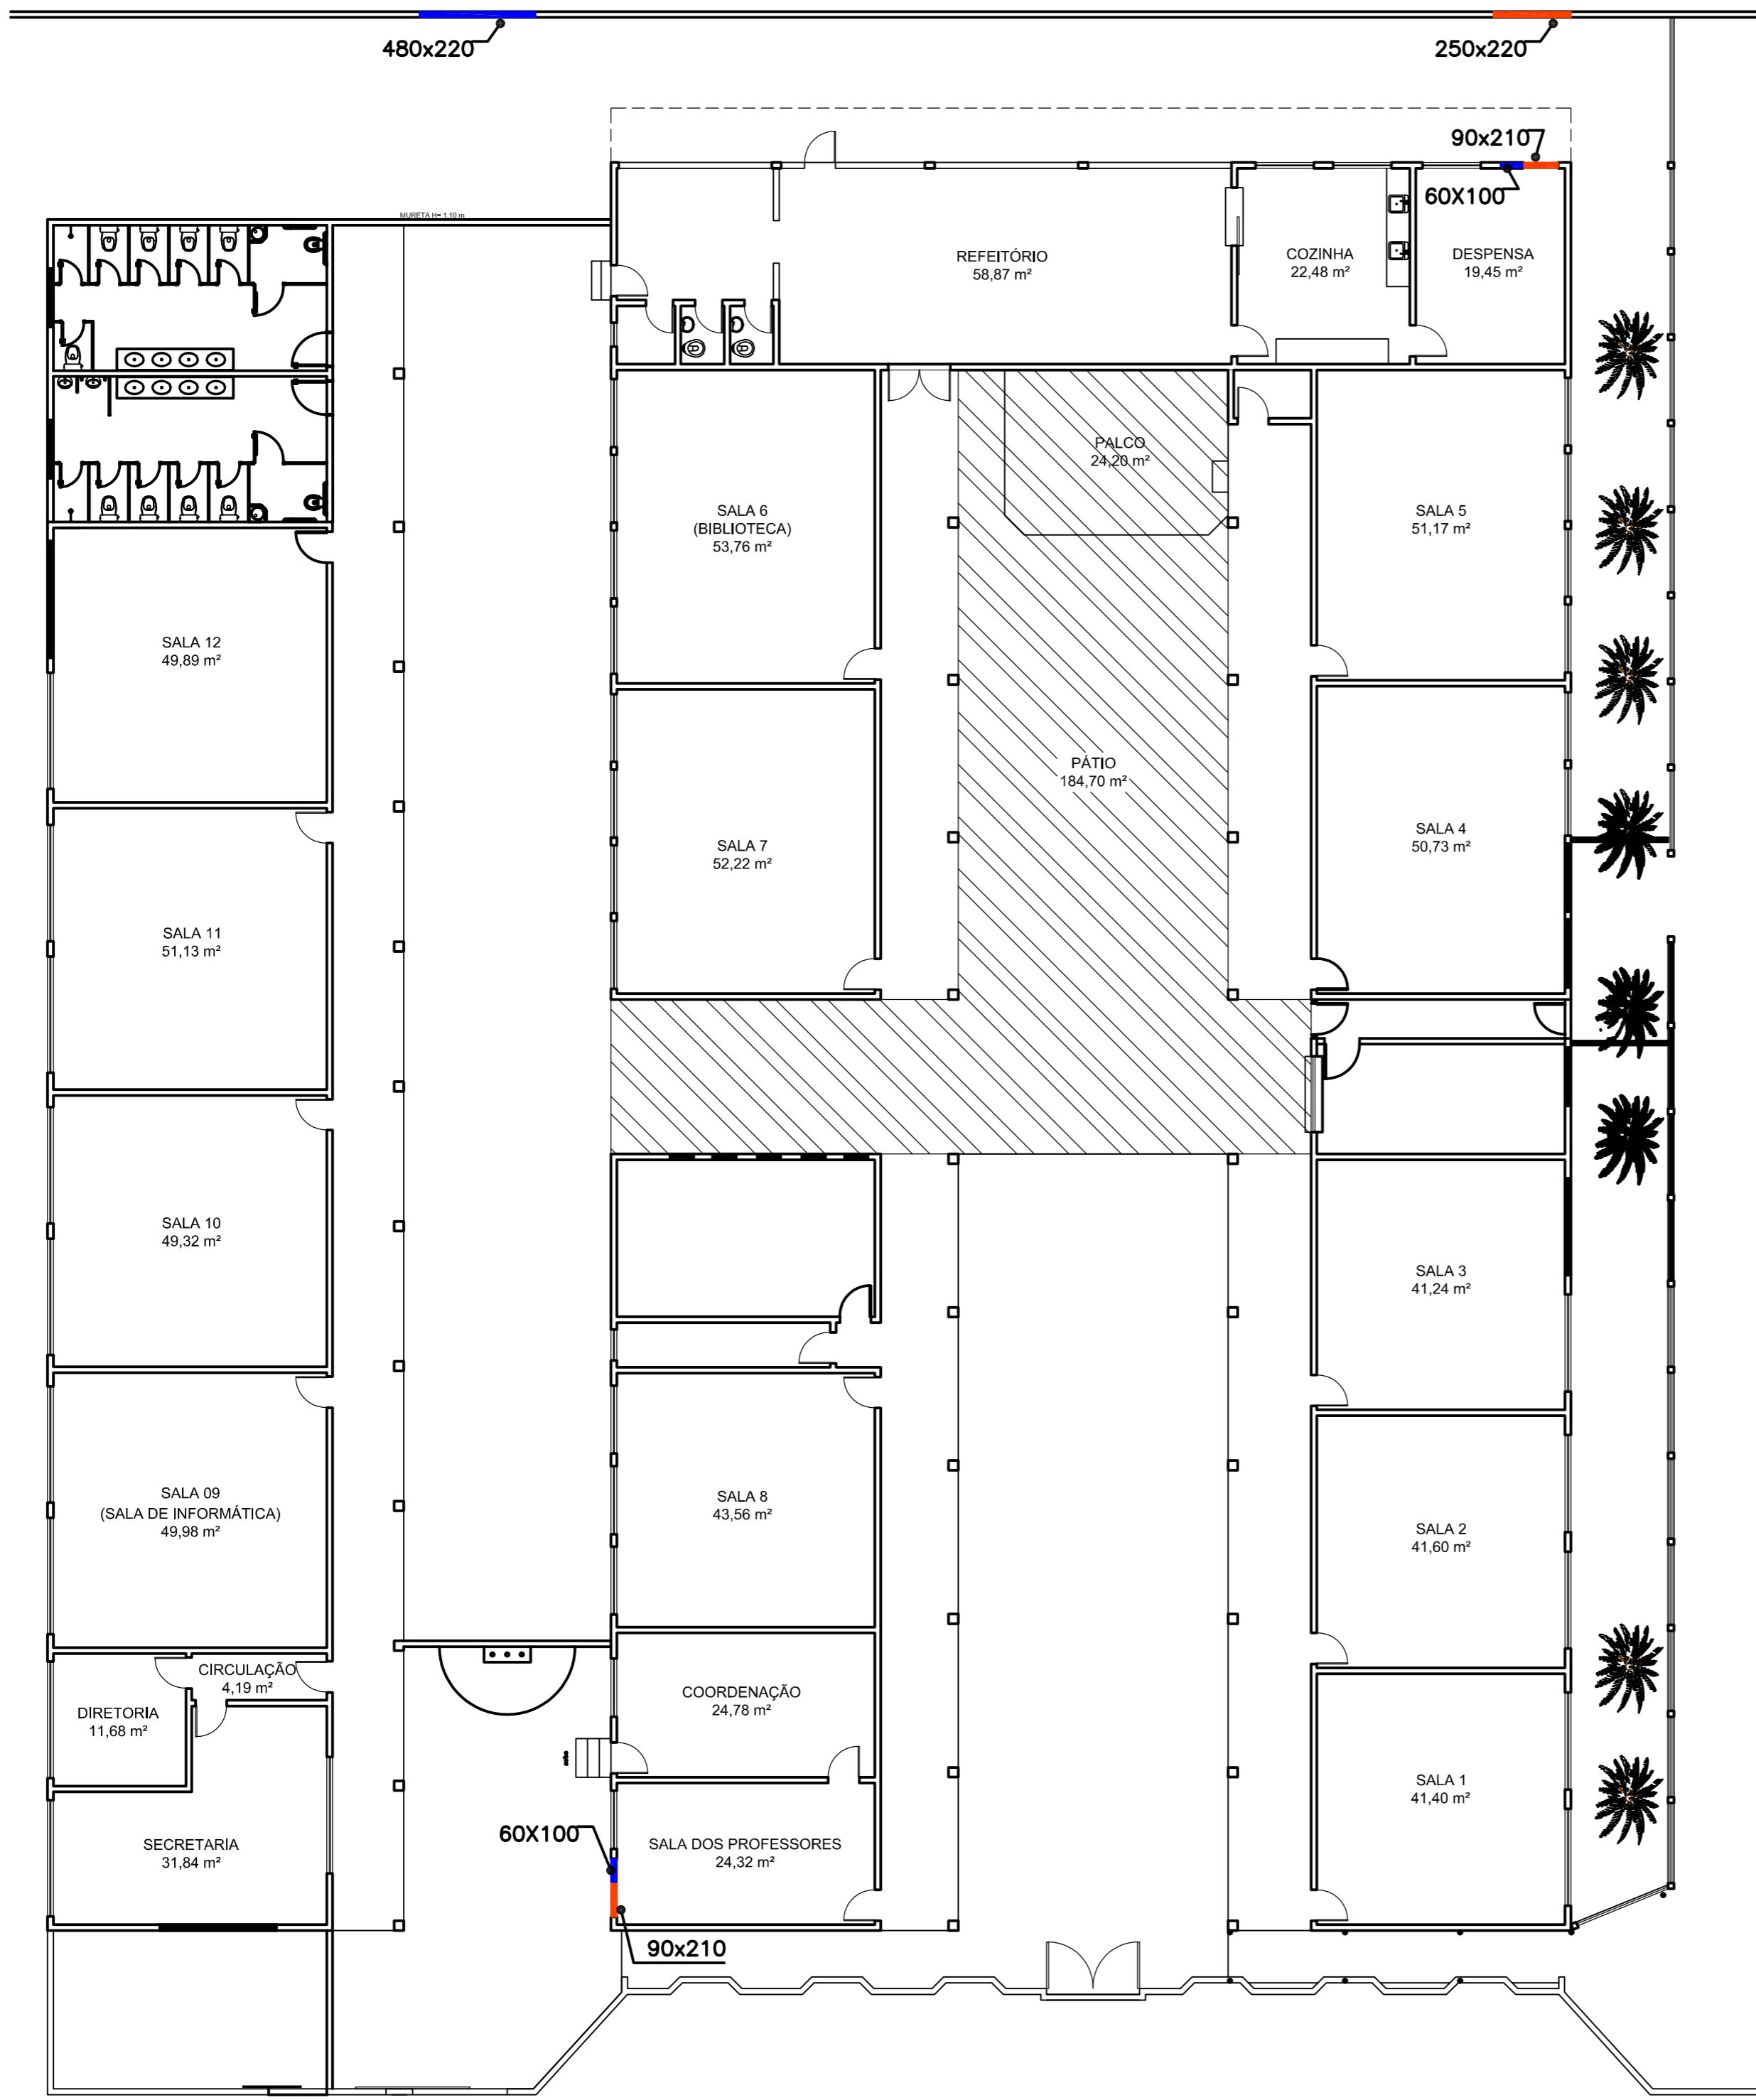 480x220
250x220
90x210
60X100
MURETA H= 1.10 m
REFEITÓRIO
58,87 m²
COZINHA
22,48 m²
DESPENSA
19,45 m²
PALCO
24,20 m²
SALA 6
(BIBLIOTECA)
53,76 m²
SALA 5
51,17 m²
SALA 12
49,89 m²
PÁTIO
184,70 m²
SALA 7
52,22 m²
SALA 4
50,73 m²
SALA 11
51,13 m²
SALA 10
49,32 m²
SALA 3
41,24 m²
SALA 09
(SALA DE INFORMÁTICA)
49,98 m²
SALA 8
43,56 m²
SALA 2
41,60 m²
CIRCULAÇÃO
4,19 m²
DIRETORIA
11,68 m²
COORDENAÇÃO
24,78 m²
SALA 1
41,40 m²
SECRETARIA
31,84 m²
60X100
SALA DOS PROFESSORES
24,32 m²
90x210